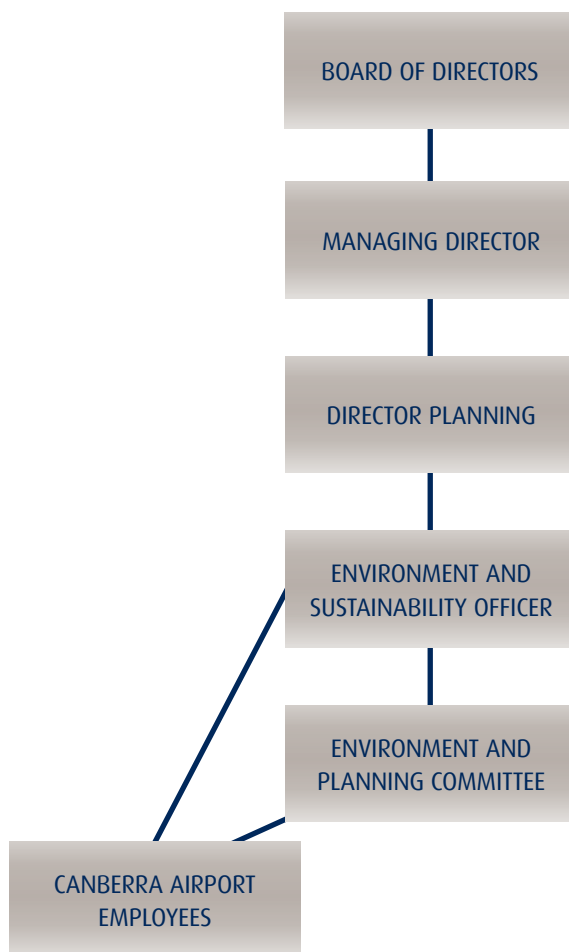 BOARD OF DIRECTORS
MANAGING DIRECTOR
DIRECTOR PLANNING
ENVIRONMENT AND
SUSTAINABILITY OFFICER
ENVIRONMENT AND
PLANNING COMMITTEE
CANBERRA AIRPORT
EMPLOYEES